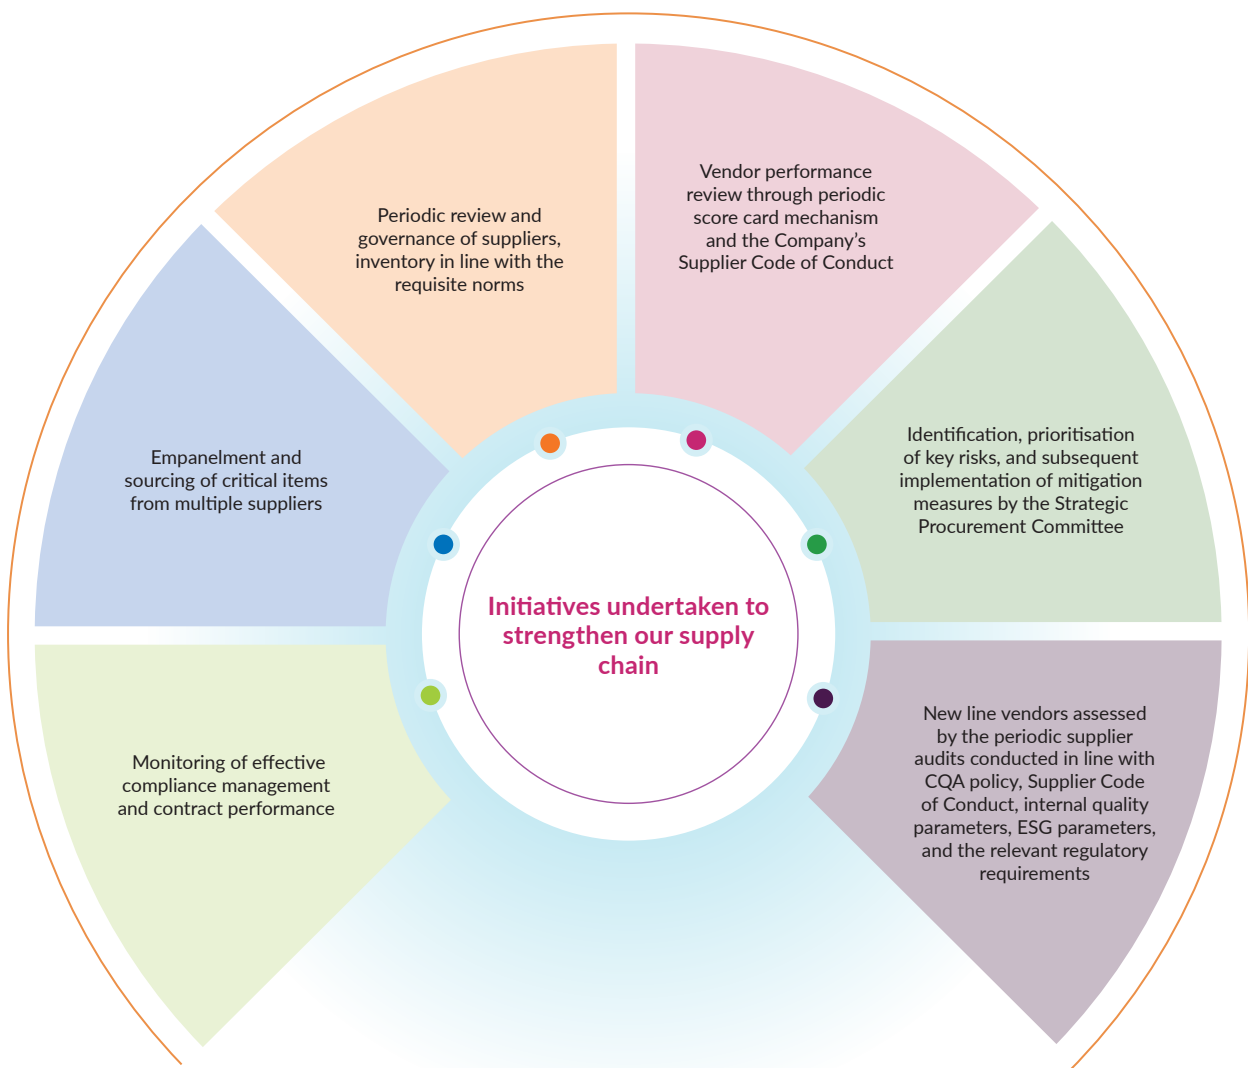 Vendor performance
review through periodic
score card mechanism
and the Company’s
Supplier Code of Conduct
Periodic review and
governance of suppliers,
inventory in line with the
requisite norms
Identification, prioritisation
of key risks, and subsequent
implementation of mitigation
measures by the Strategic
Procurement Committee
Empanelment and
sourcing of critical items
from multiple suppliers
Initiatives undertaken to
strengthen our supply
chain
New line vendors assessed
by the periodic supplier
audits conducted in line with
CQA policy, Supplier Code
of Conduct, internal quality
parameters, ESG parameters,
and the relevant regulatory
requirements
Monitoring of effective
compliance management
and contract performance